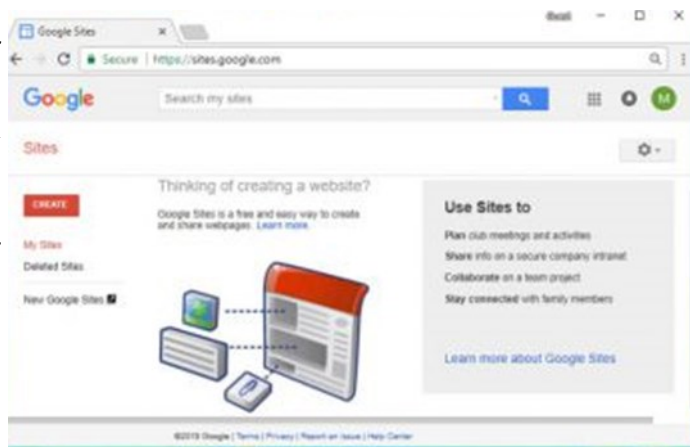 Google Sites
Secure | https://sites.google.com
Google
Search my sites
M
Sites
CREATE
My Sites
Deleted Sites
New Google Sites
Thinking of creating a website?
Google Sites is a free and easy way to create
and share webpages. Learn more.
Use Sites to
Plan club meetings and activities
Share info on a secure company intranet
Collaborate on a team project
Stay connected with family members
Learn more about Google Sites
Google | Terms | Privacy | Report an issue | Help Center